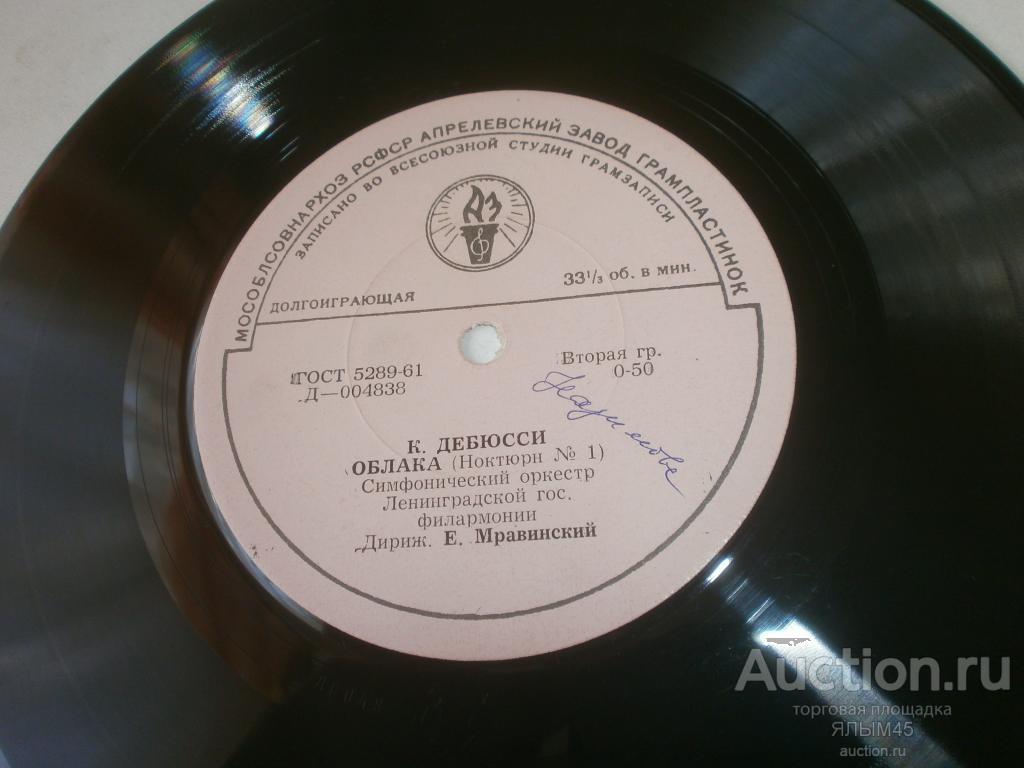 МОСОБЛСОВНАРХОЗ РСФСР АПРЕЛЕВСКИЙ ЗАВОД ГРАМПЛАСТИНОК
ЗАПИСАНО ВО ВСЕСОЮЗНОЙ СТУДИИ ГРАМЗАПИСИ
АЗ
ДОЛГОИГРАЮЩАЯ
33 1/3 об. в мин.
ГОСТ 5289-61
Вторая гр.
Д—004838
0-50
К. ДЕБЮССИ
ОБЛАКА (Ноктюрн № 1)
Симфонический оркестр
Ленинградской гос.
филармонии
Дириж. Е. Мравинский
Auction.ru
торговая площадка
ЯЛЫМ45
auction.ru